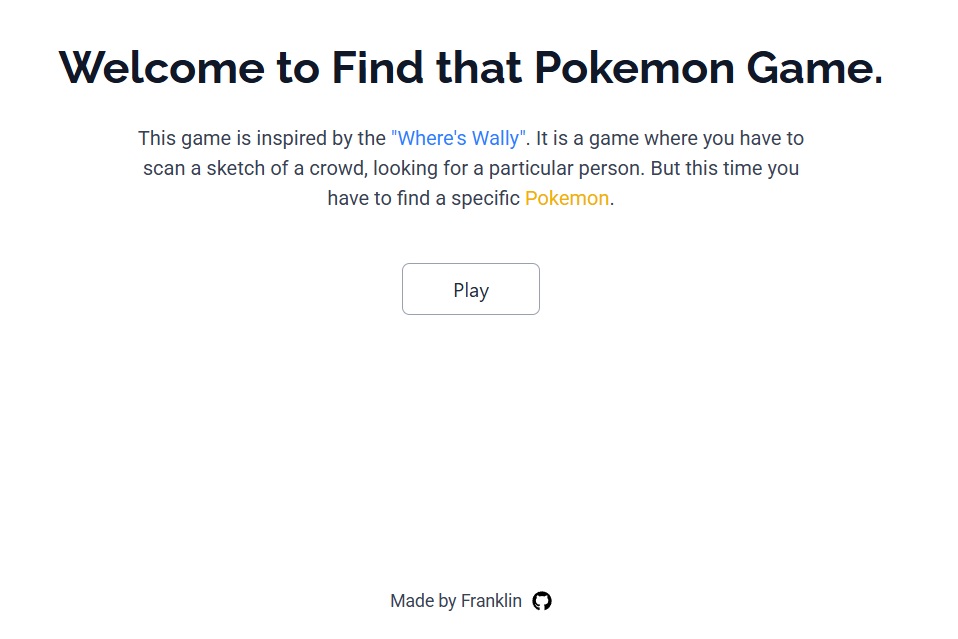 Welcome to Find that Pokemon Game.
This game is inspired by the "Where's Wally". It is a game where you have to
scan a sketch of a crowd, looking for a particular person. But this time you
have to find a specific Pokemon.
Play
Made by Franklin